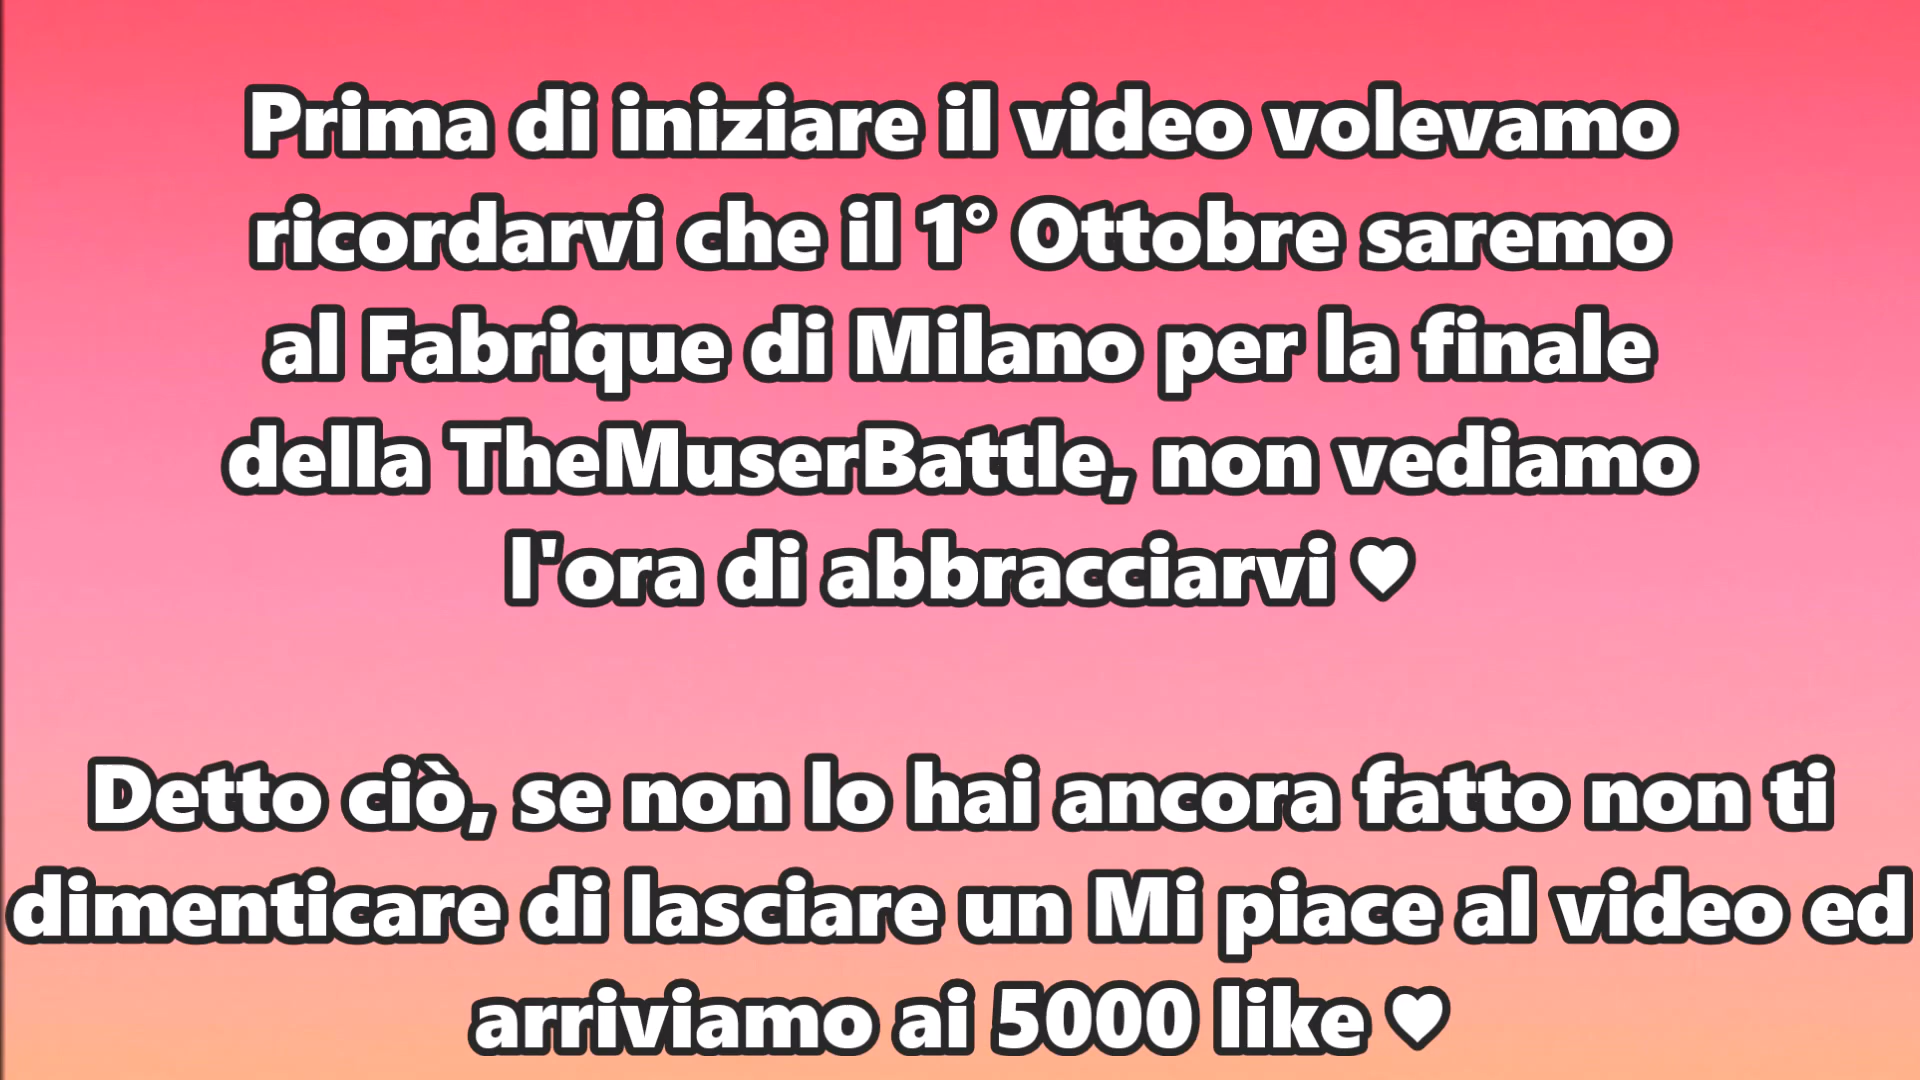 Prima di iniziare il video volevamo
ricordarvi che il 1° Ottobre saremo
al Fabrique di Milano per la finale
della TheMuserBattle, non vediamo
l'ora di abbracciarvi ♥
Detto ciò, se non lo hai ancora fatto non ti
dimenticare di lasciare un Mi piace al video ed
arriviamo ai 5000 like ♥